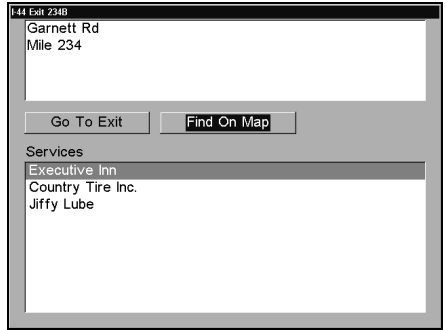 I-44 Exit 234B
Garnett Rd
Mile 234
Go To Exit Find On Map
Services
Executive Inn
Country Tire Inc.
Jiffy Lube